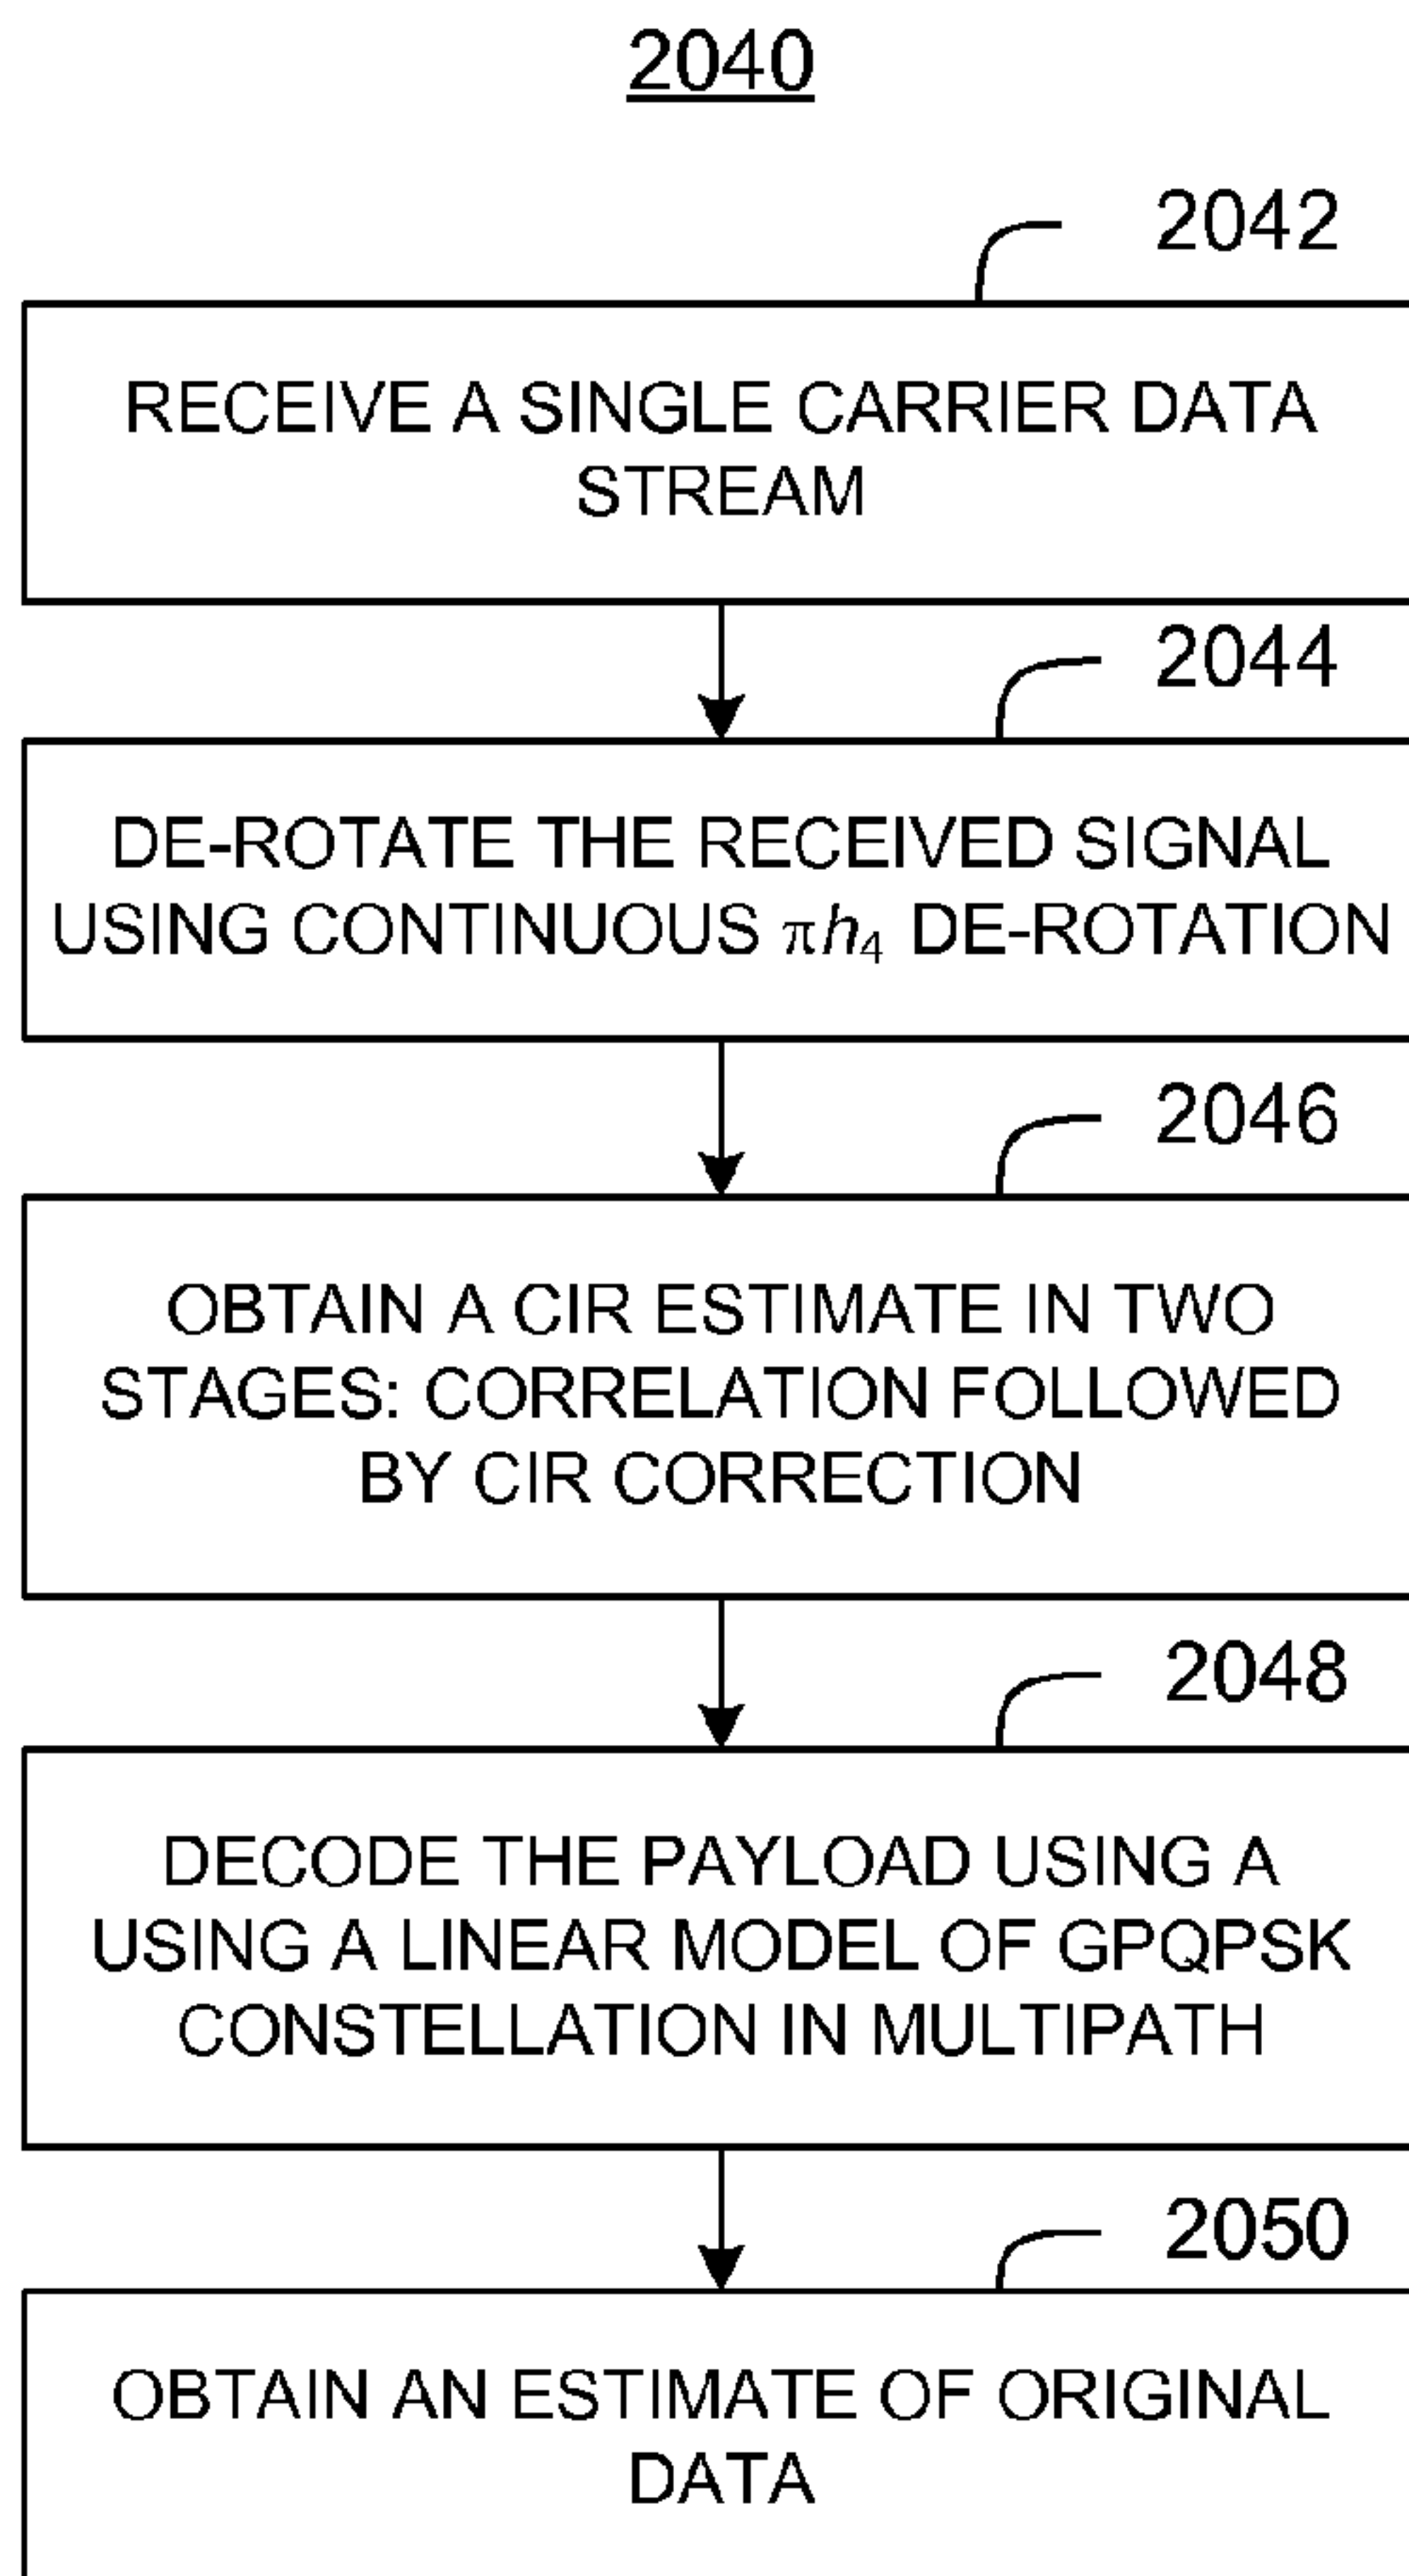 2040
2042
RECEIVE A SINGLE CARRIER DATA
STREAM
2044
DE-ROTATE THE RECEIVED SIGNAL
USING CONTINUOUS πh₄ DE-ROTATION
2046
OBTAIN A CIR ESTIMATE IN TWO
STAGES: CORRELATION FOLLOWED
BY CIR CORRECTION
2048
DECODE THE PAYLOAD USING A
USING A LINEAR MODEL OF GPQPSK
CONSTELLATION IN MULTIPATH
2050
OBTAIN AN ESTIMATE OF ORIGINAL
DATA